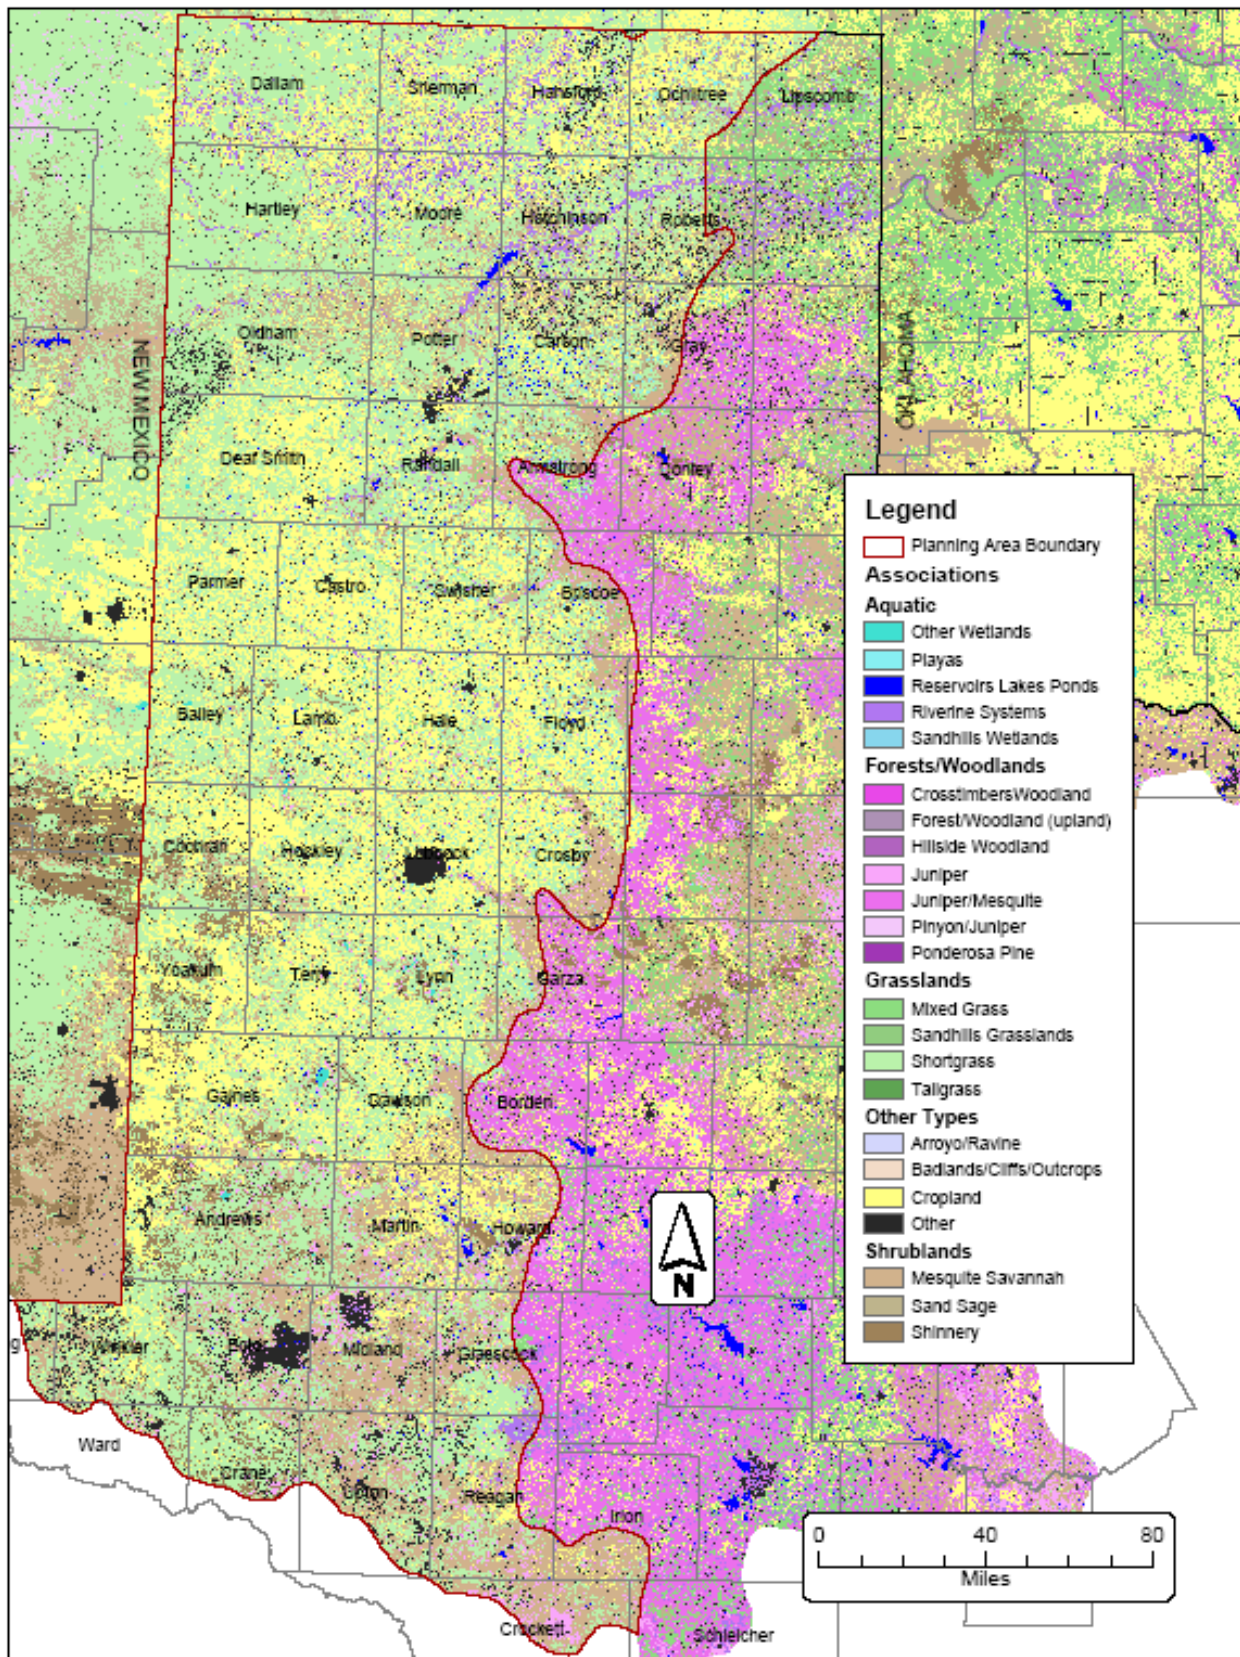 Dallam
Sherman
Hansford
Ochiltree
Lipscomb
Hartley
Moore
Hutchinson
Roberts
Oldham
Potter
Carson
Gray
NEW MEXICO
OKLAHOMA
Deaf Smith
Randall
Armstrong
Donley
Parmer
Castro
Swisher
Briscoe
Bailey
Lamb
Hale
Floyd
Cochran
Hockley
Lubbock
Crosby
Yoakum
Terry
Lynn
Garza
Gaines
Dawson
Borden
Andrews
Martin
Howard
Winkler
Ector
Midland
Glasscock
Ward
Crane
Upton
Reagan
Irion
Crockett
Schleicher
g
N
Legend
Planning Area Boundary
Associations
Aquatic
Other Wetlands
Playas
Reservoirs Lakes Ponds
Riverine Systems
Sandhills Wetlands
Forests/Woodlands
CrosstimbersWoodland
Forest/Woodland (upland)
Hillside Woodland
Juniper
Juniper/Mesquite
Pinyon/Juniper
Ponderosa Pine
Grasslands
Mixed Grass
Sandhills Grasslands
Shortgrass
Tallgrass
Other Types
Arroyo/Ravine
Badlands/Cliffs/Outcrops
Cropland
Other
Shrublands
Mesquite Savannah
Sand Sage
Shinnery
0 40 80
Miles